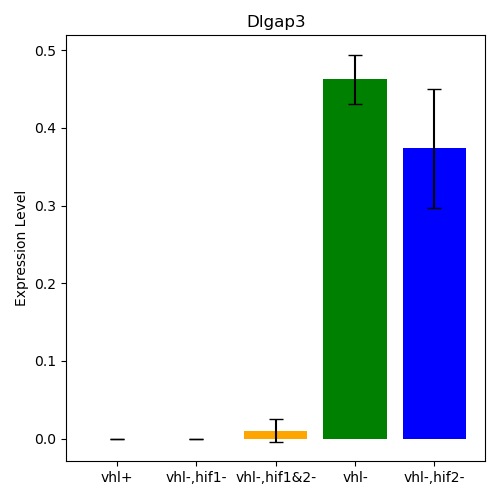 Dlgap3
Expression Level
0.5
0.4
0.3
0.2
0.1
0.0
vhl+ vhl-,hif1- vhl-,hif1&2- vhl- vhl-,hif2-